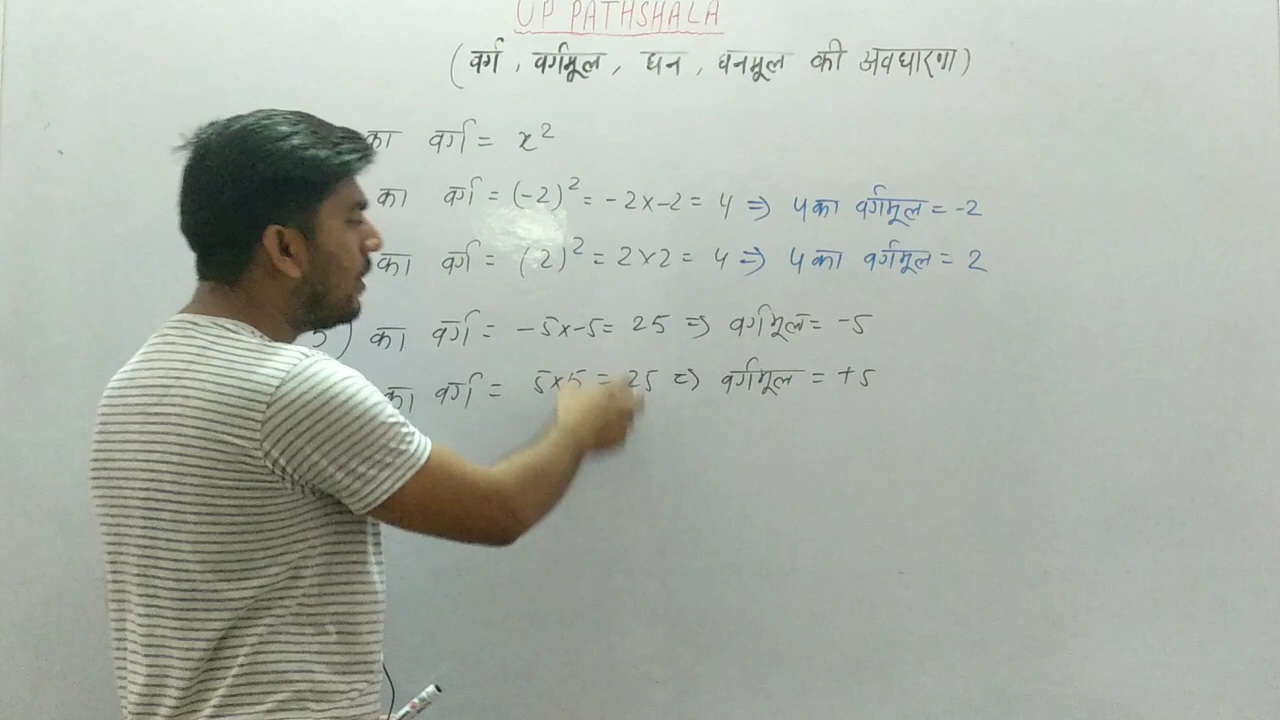 UP PATHSHALA
(वर्ग, वर्गमूल, घन, घनमूल की अवधारणा)
का वर्ग = x²
का वर्ग = (-2)² = -2x-2 = 4 => 4 का वर्गमूल = -2
का वर्ग = (2)² = 2x2 = 4 => 4 का वर्गमूल = 2
5) का वर्ग = -5x-5 = 25 => वर्गमूल = -5
का वर्ग = 5x5 = 25 => वर्गमूल = +5